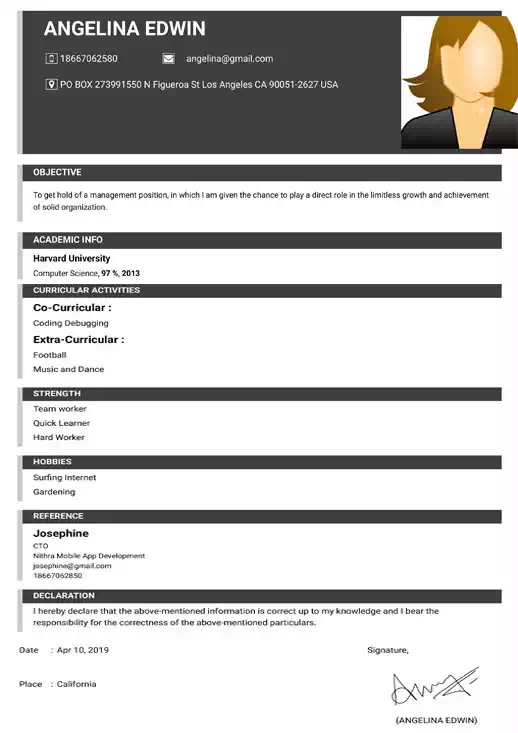 ANGELINA EDWIN
18667062580 angelina@gmail.com
PO BOX 273991550 N Figueroa St Los Angeles CA 90051-2627 USA
OBJECTIVE
To get hold of a management position, in which I am given the chance to play a direct role in the limitless growth and achievement
of solid organization.
ACADEMIC INFO
Harvard University
Computer Science, 97 %, 2013
CURRICULAR ACTIVITIES
Co-Curricular :
Coding Debugging
Extra-Curricular :
Football
Music and Dance
STRENGTH
Team worker
Quick Learner
Hard Worker
HOBBIES
Surfing Internet
Gardening
REFERENCE
Josephine
CTO
Nithra Mobile App Development
josephine@gmail.com
18667062850
DECLARATION
I hereby declare that the above-mentioned information is correct up to my knowledge and I bear the
responsibility for the correctness of the above-mentioned particulars.
Date : Apr 10, 2019 Signature,
Place : California
(ANGELINA EDWIN)